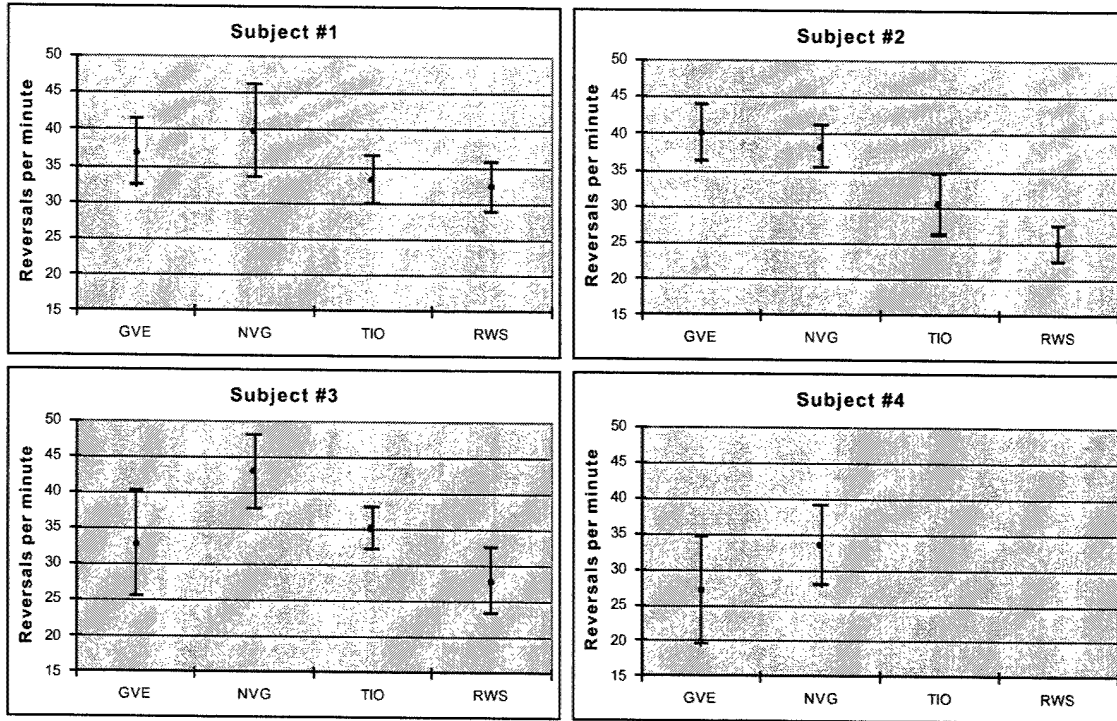 Subject #1
Reversals per minute
50
45
40
35
30
25
20
15
GVE NVG TIO RWS
Subject #2
Reversals per minute
50
45
40
35
30
25
20
15
GVE NVG TIO RWS
Subject #3
Reversals per minute
50
45
40
35
30
25
20
15
GVE NVG TIO RWS
Subject #4
Reversals per minute
50
45
40
35
30
25
20
15
GVE NVG TIO RWS